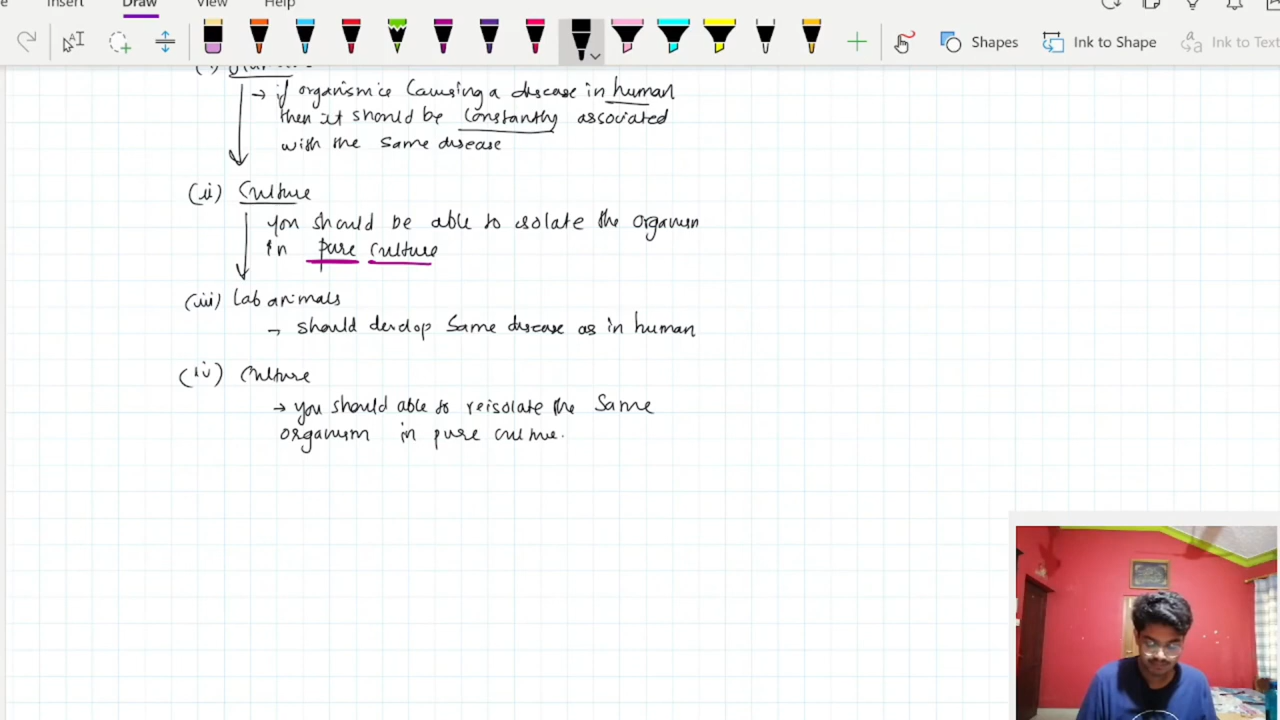 Insert Draw View Help
Shapes Ink to Shape Ink to Text
(i)
→ if organism is causing a disease in human
then it should be constantly associated
with the same disease
(ii) Culture
you should be able to isolate the organism
in pure culture
(iii) Lab animals
→ should develop same disease as in human
(iv) Culture
→ you should able to reisolate the same
organism in pure culture.